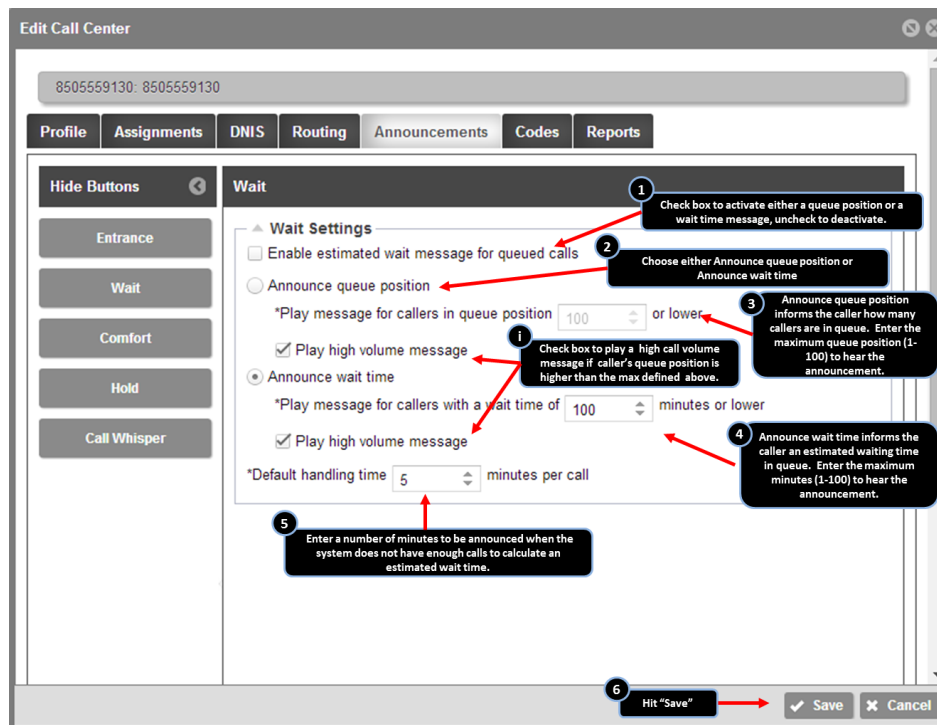 Edit Call Center
8505559130: 8505559130
Profile Assignments DNIS Routing Announcements Codes Reports
Hide Buttons
Entrance
Wait
Comfort
Hold
Call Whisper
Wait
1
Check box to activate either a queue position or a
wait time message, uncheck to deactivate.
Wait Settings
Enable estimated wait message for queued calls
2
Choose either Announce queue position or
Announce wait time
Announce queue position
*Play message for callers in queue position 100 or lower
3
Announce queue position
informs the caller how many
callers are in queue. Enter the
maximum queue position (1-
100) to hear the
announcement.
Play high volume message
i
Check box to play a high call volume
message if caller's queue position is
higher than the max defined above.
Announce wait time
*Play message for callers with a wait time of 100 minutes or lower
Play high volume message
4
Announce wait time informs the
caller an estimated waiting time
in queue. Enter the maximum
minutes (1-100) to hear the
announcement.
*Default handling time 5 minutes per call
5
Enter a number of minutes to be announced when the
system does not have enough calls to calculate an
estimated wait time.
6
Hit "Save"
Save Cancel